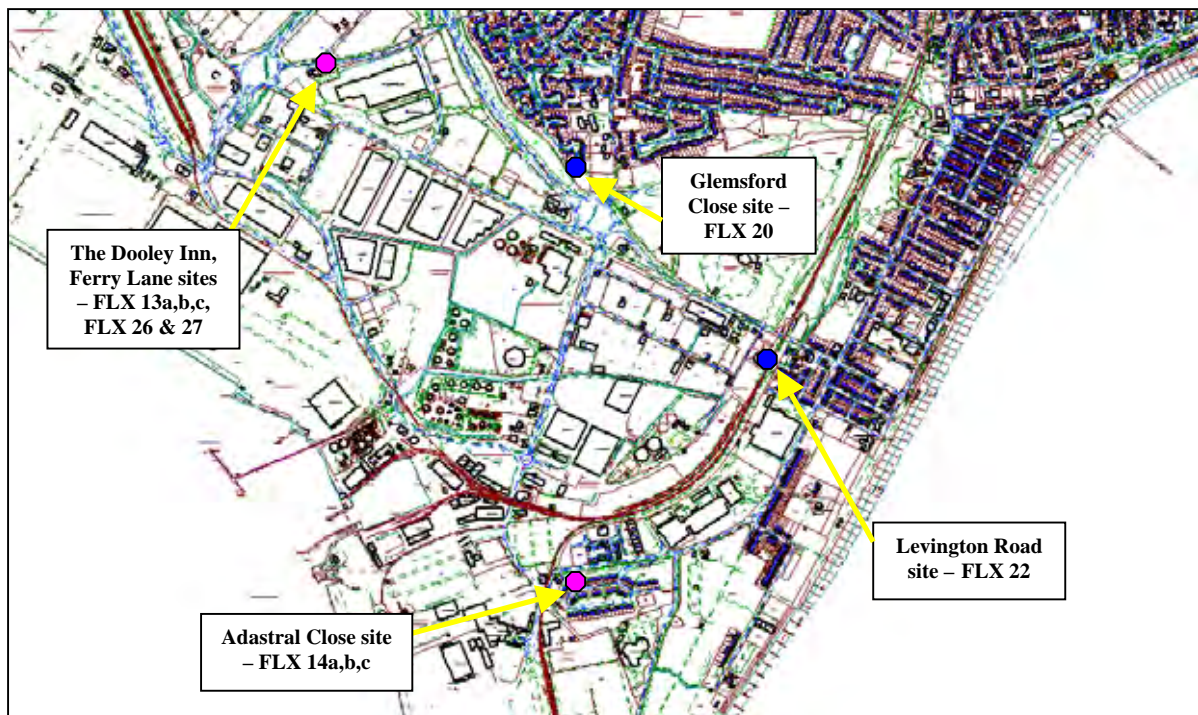 Glemsford
Close site –
FLX 20
The Dooley Inn,
Ferry Lane sites
– FLX 13a,b,c,
FLX 26 & 27
Levington Road
site – FLX 22
Adastral Close site
– FLX 14a,b,c